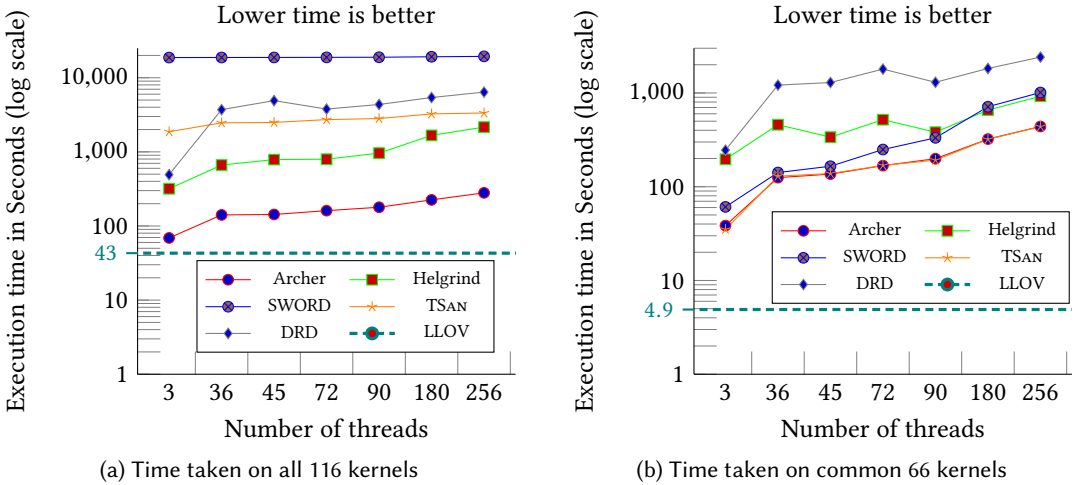 Lower time is better
Execution time in Seconds (log scale)
10,000
1,000
100
43
10
1
Archer
Helgrind
SWORD
TSAN
DRD
LLOV
3 36 45 72 90 180 256
Number of threads
(a) Time taken on all 116 kernels
Lower time is better
Execution time in Seconds (log scale)
1,000
100
10
4.9
1
Archer
Helgrind
SWORD
TSAN
DRD
LLOV
3 36 45 72 90 180 256
Number of threads
(b) Time taken on common 66 kernels